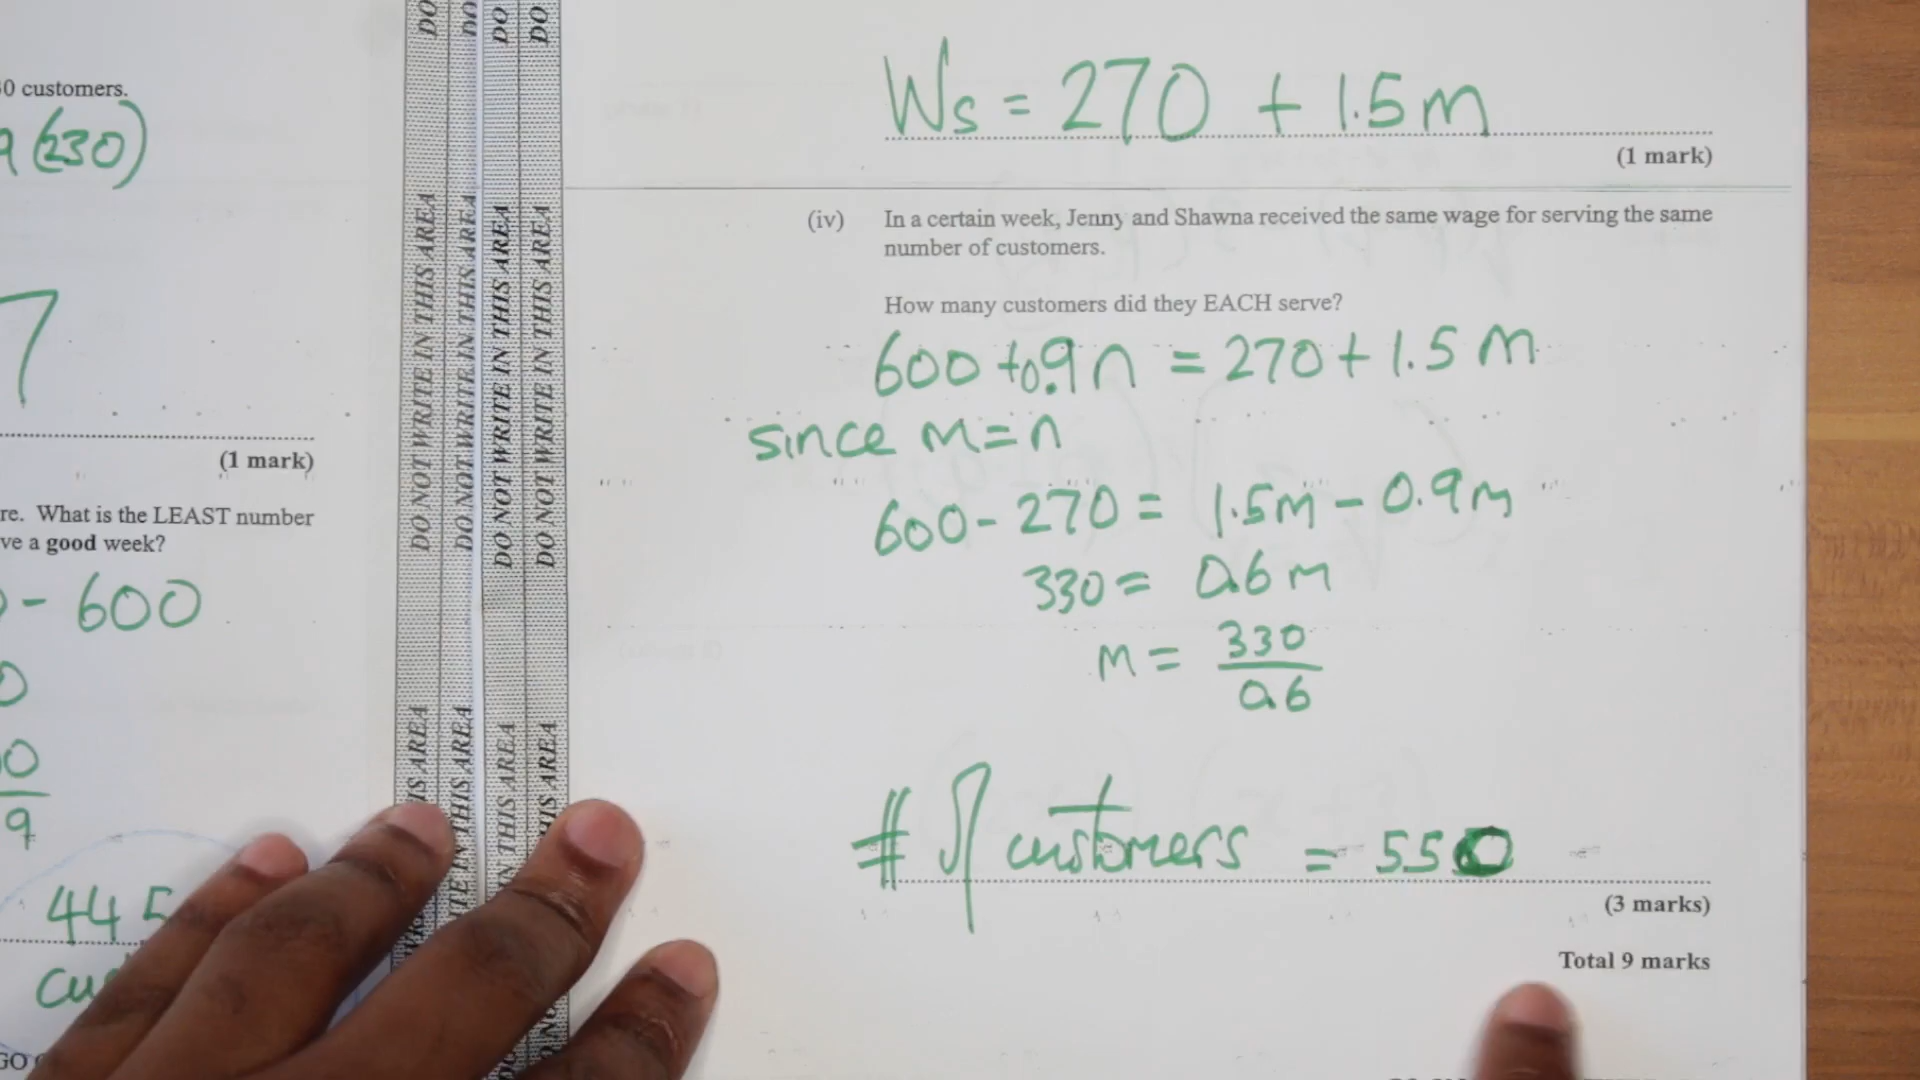 0 customers.
9 (230)
7
(1 mark)
re. What is the LEAST number
ve a good week?
- 600
0
0
9
445
DO NOT WRITE IN THIS AREA
DO NOT WRITE IN THIS AREA
DO NOT WRITE IN THIS AREA
DO NOT WRITE IN THIS AREA
Ws = 270 + 1.5m
(1 mark)
(iv) In a certain week, Jenny and Shawna received the same wage for serving the same
number of customers.
How many customers did they EACH serve?
600 + 0.9n = 270 + 1.5m
since m = n
600 - 270 = 1.5m - 0.9m
330 = 0.6m
m = 330
0.6
# of customers = 550
(3 marks)
Total 9 marks